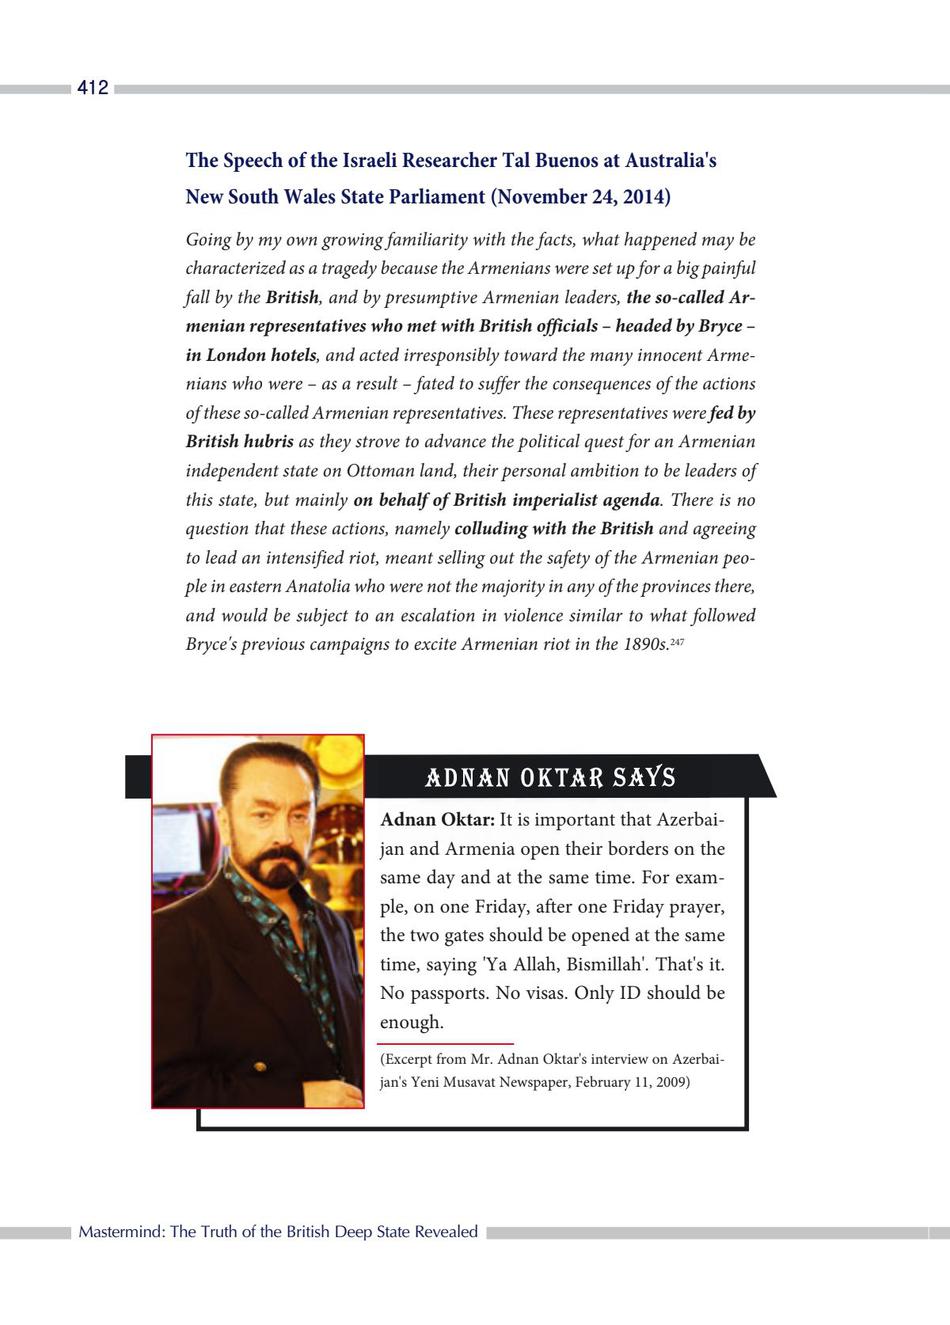 412
The Speech of the Israeli Researcher Tal Buenos at Australia's
New South Wales State Parliament (November 24, 2014)
Going by my own growing familiarity with the facts, what happened may be
characterized as a tragedy because the Armenians were set up for a big painful
fall by the British, and by presumptive Armenian leaders, the so-called Ar-
menian representatives who met with British officials – headed by Bryce –
in London hotels, and acted irresponsibly toward the many innocent Arme-
nians who were – as a result – fated to suffer the consequences of the actions
of these so-called Armenian representatives. These representatives were fed by
British hubris as they strove to advance the political quest for an Armenian
independent state on Ottoman land, their personal ambition to be leaders of
this state, but mainly on behalf of British imperialist agenda. There is no
question that these actions, namely colluding with the British and agreeing
to lead an intensified riot, meant selling out the safety of the Armenian peo-
ple in eastern Anatolia who were not the majority in any of the provinces there,
and would be subject to an escalation in violence similar to what followed
Bryce's previous campaigns to excite Armenian riot in the 1890s.247
ADNAN OKTAR SAYS
Adnan Oktar: It is important that Azerbai-
jan and Armenia open their borders on the
same day and at the same time. For exam-
ple, on one Friday, after one Friday prayer,
the two gates should be opened at the same
time, saying 'Ya Allah, Bismillah'. That's it.
No passports. No visas. Only ID should be
enough.
(Excerpt from Mr. Adnan Oktar's interview on Azerbai-
jan's Yeni Musavat Newspaper, February 11, 2009)
Mastermind: The Truth of the British Deep State Revealed